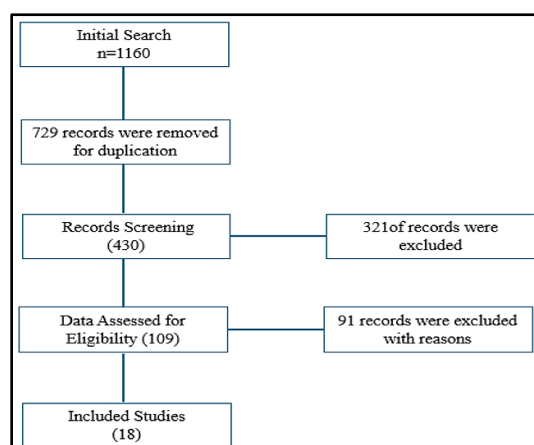 Initial Search
n=1160
729 records were removed
for duplication
Records Screening
(430)
321of records were
excluded
Data Assessed for
Eligibility (109)
91 records were excluded
with reasons
Included Studies
(18)